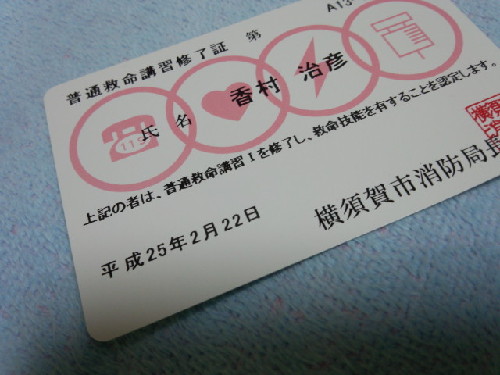 普通救命講習修了証 第 A13
119
氏名 香村 治彦
上記の者は、普通救命講習Ⅰを修了し、救命技能を有することを認定します。
平成25年2月22日
横須賀市消防局長